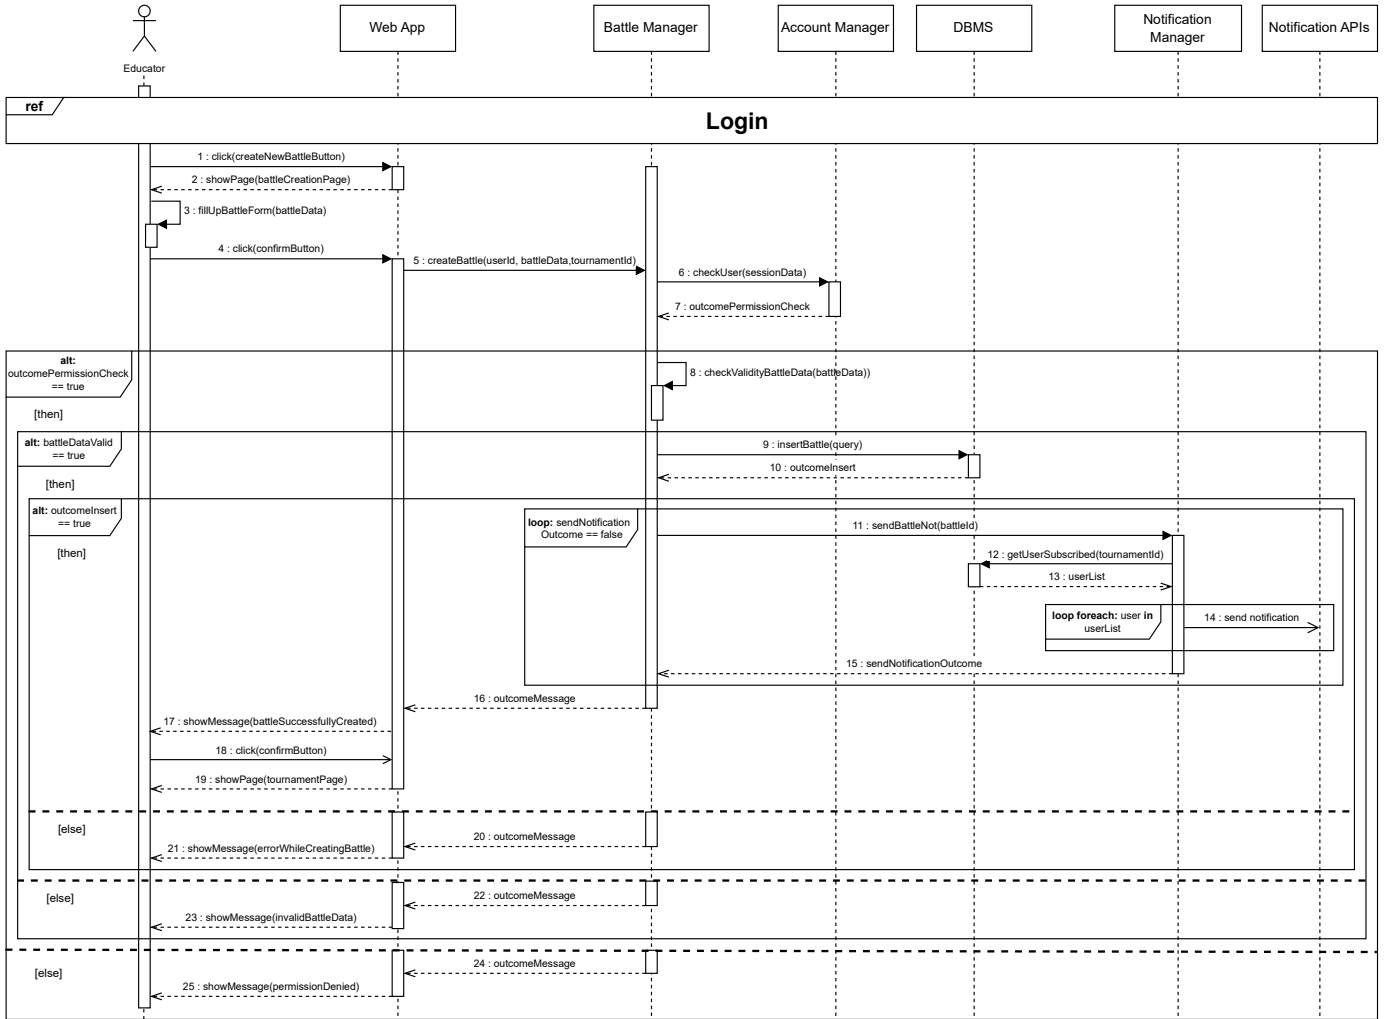 Educator
Web App
Battle Manager
Account Manager
DBMS
Notification
Manager
Notification APIs
ref
Login
1 : click(createNewBattleButton)
2 : showPage(battleCreationPage)
3 : fillUpBattleForm(battleData)
4 : click(confirmButton)
5 : createBattle(userId, battleData,tournamentId)
6 : checkUser(sessionData)
7 : outcomePermissionCheck
alt:
outcomePermissionCheck
== true
8 : checkValidityBattleData(battleData))
[then]
alt: battleDataValid
== true
9 : insertBattle(query)
10 : outcomeInsert
[then]
alt: outcomeInsert
== true
loop: sendNotification
Outcome == false
11 : sendBattleNot(battleId)
[then]
12 : getUserSubscribed(tournamentId)
13 : userList
loop foreach: user in
userList
14 : send notification
15 : sendNotificationOutcome
16 : outcomeMessage
17 : showMessage(battleSuccessfullyCreated)
18 : click(confirmButton)
19 : showPage(tournamentPage)
[else]
20 : outcomeMessage
21 : showMessage(errorWhileCreatingBattle)
[else]
22 : outcomeMessage
23 : showMessage(invalidBattleData)
[else]
24 : outcomeMessage
25 : showMessage(permissionDenied)